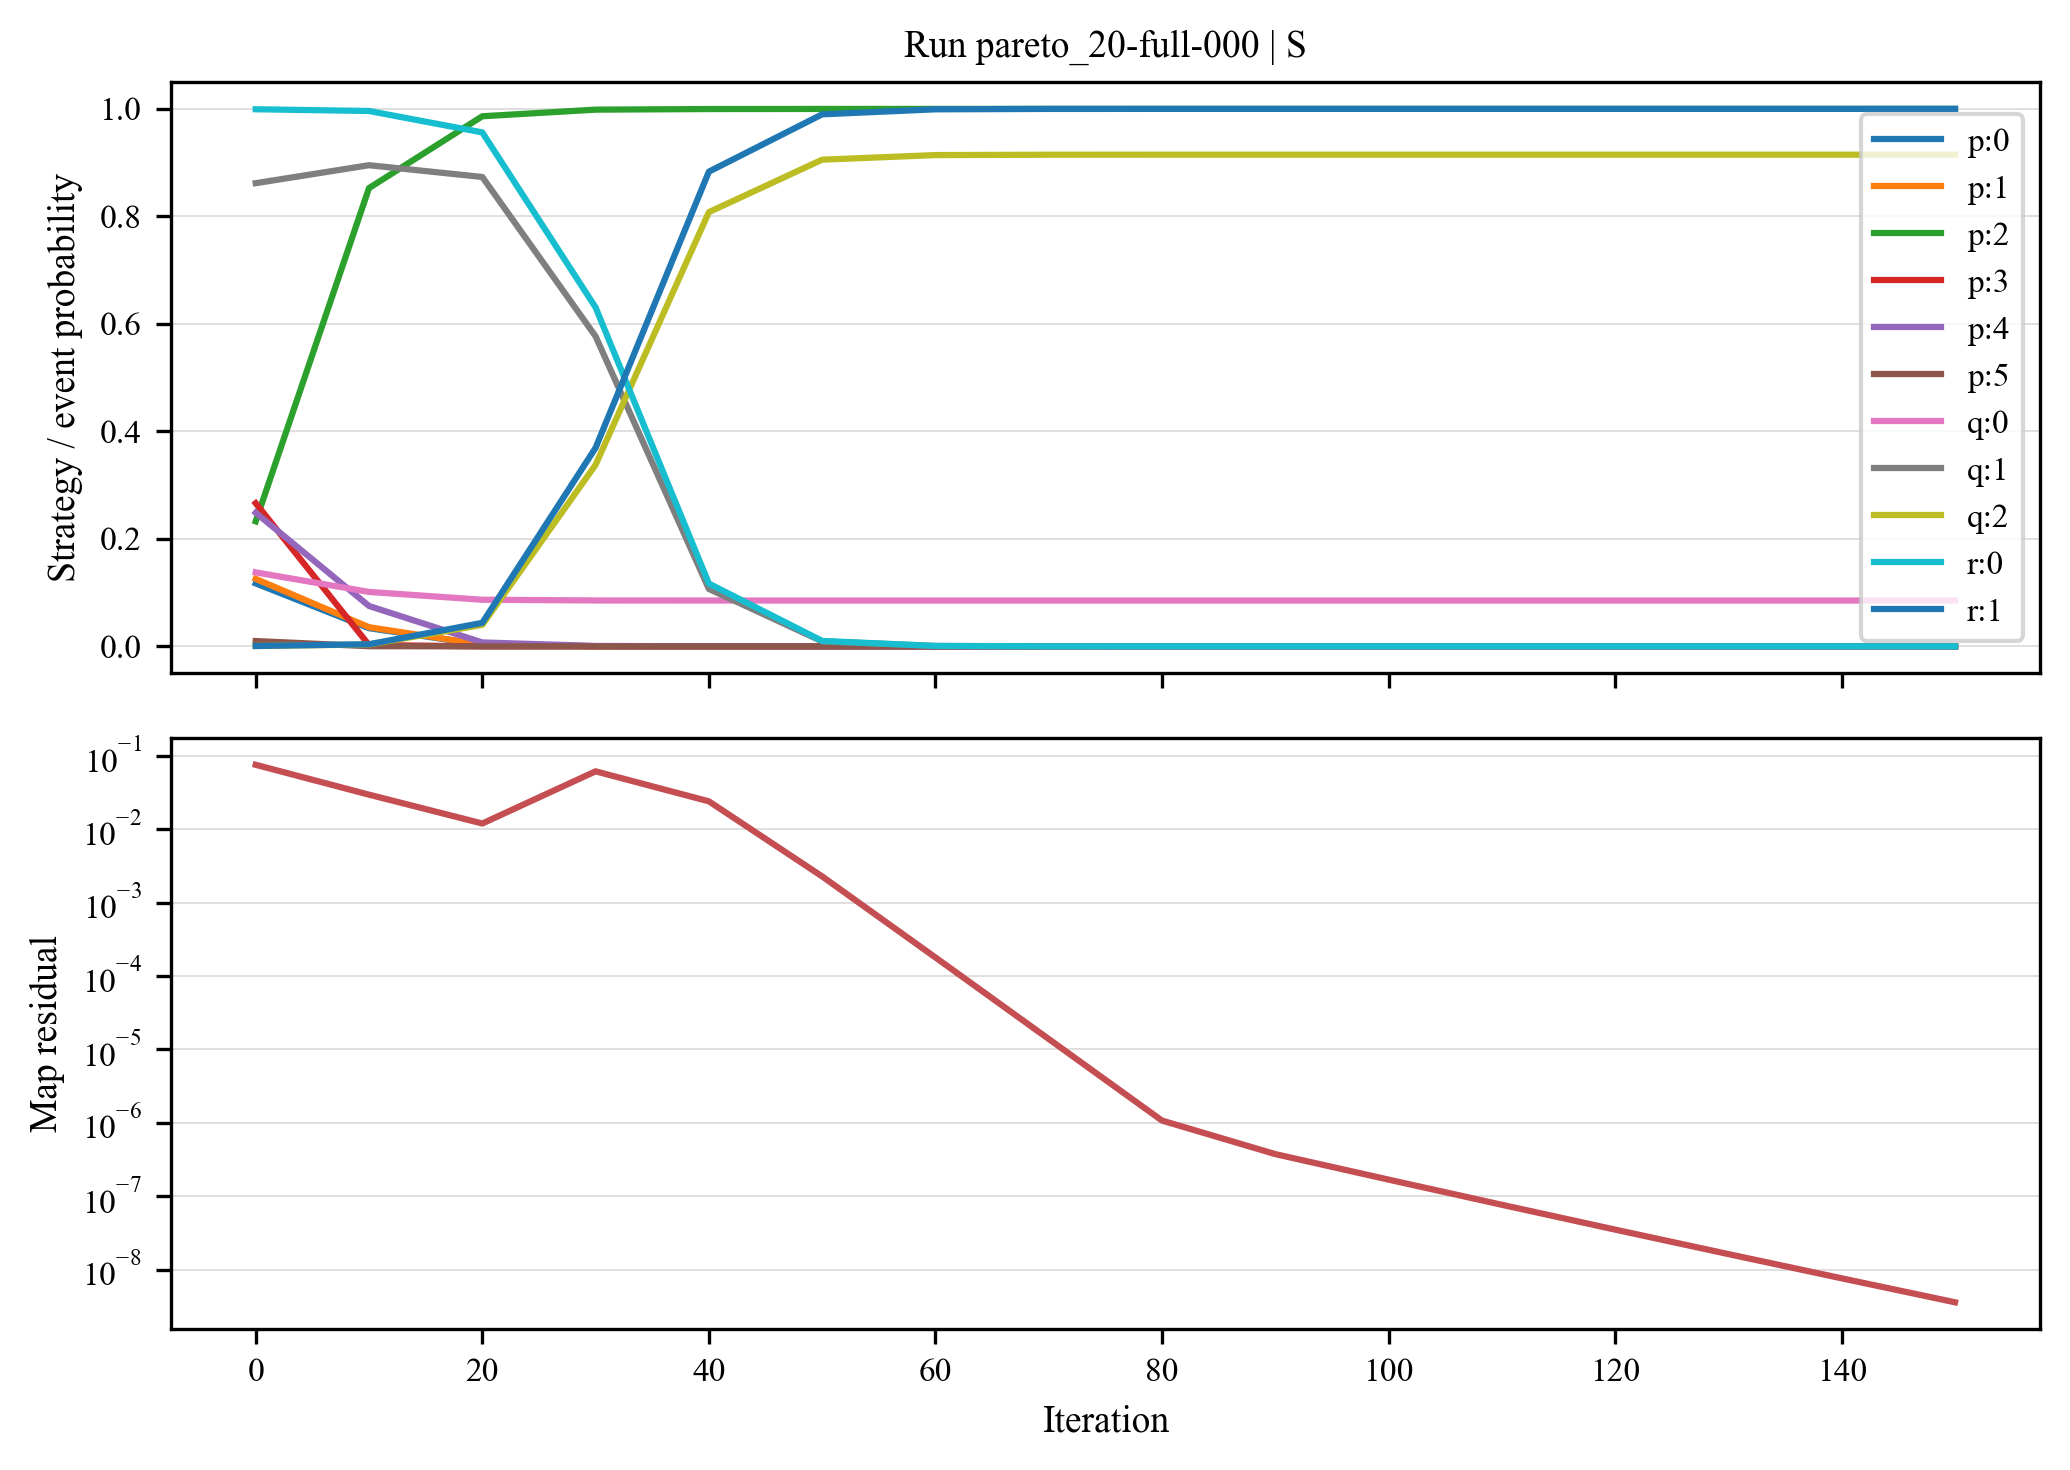 Run pareto_20-full-000 | S
Strategy / event probability
1.0
0.8
0.6
0.4
0.2
0.0
p:0
p:1
p:2
p:3
p:4
p:5
q:0
q:1
q:2
r:0
r:1
Map residual
10⁻¹
10⁻²
10⁻³
10⁻⁴
10⁻⁵
10⁻⁶
10⁻⁷
10⁻⁸
0 20 40 60 80 100 120 140
Iteration